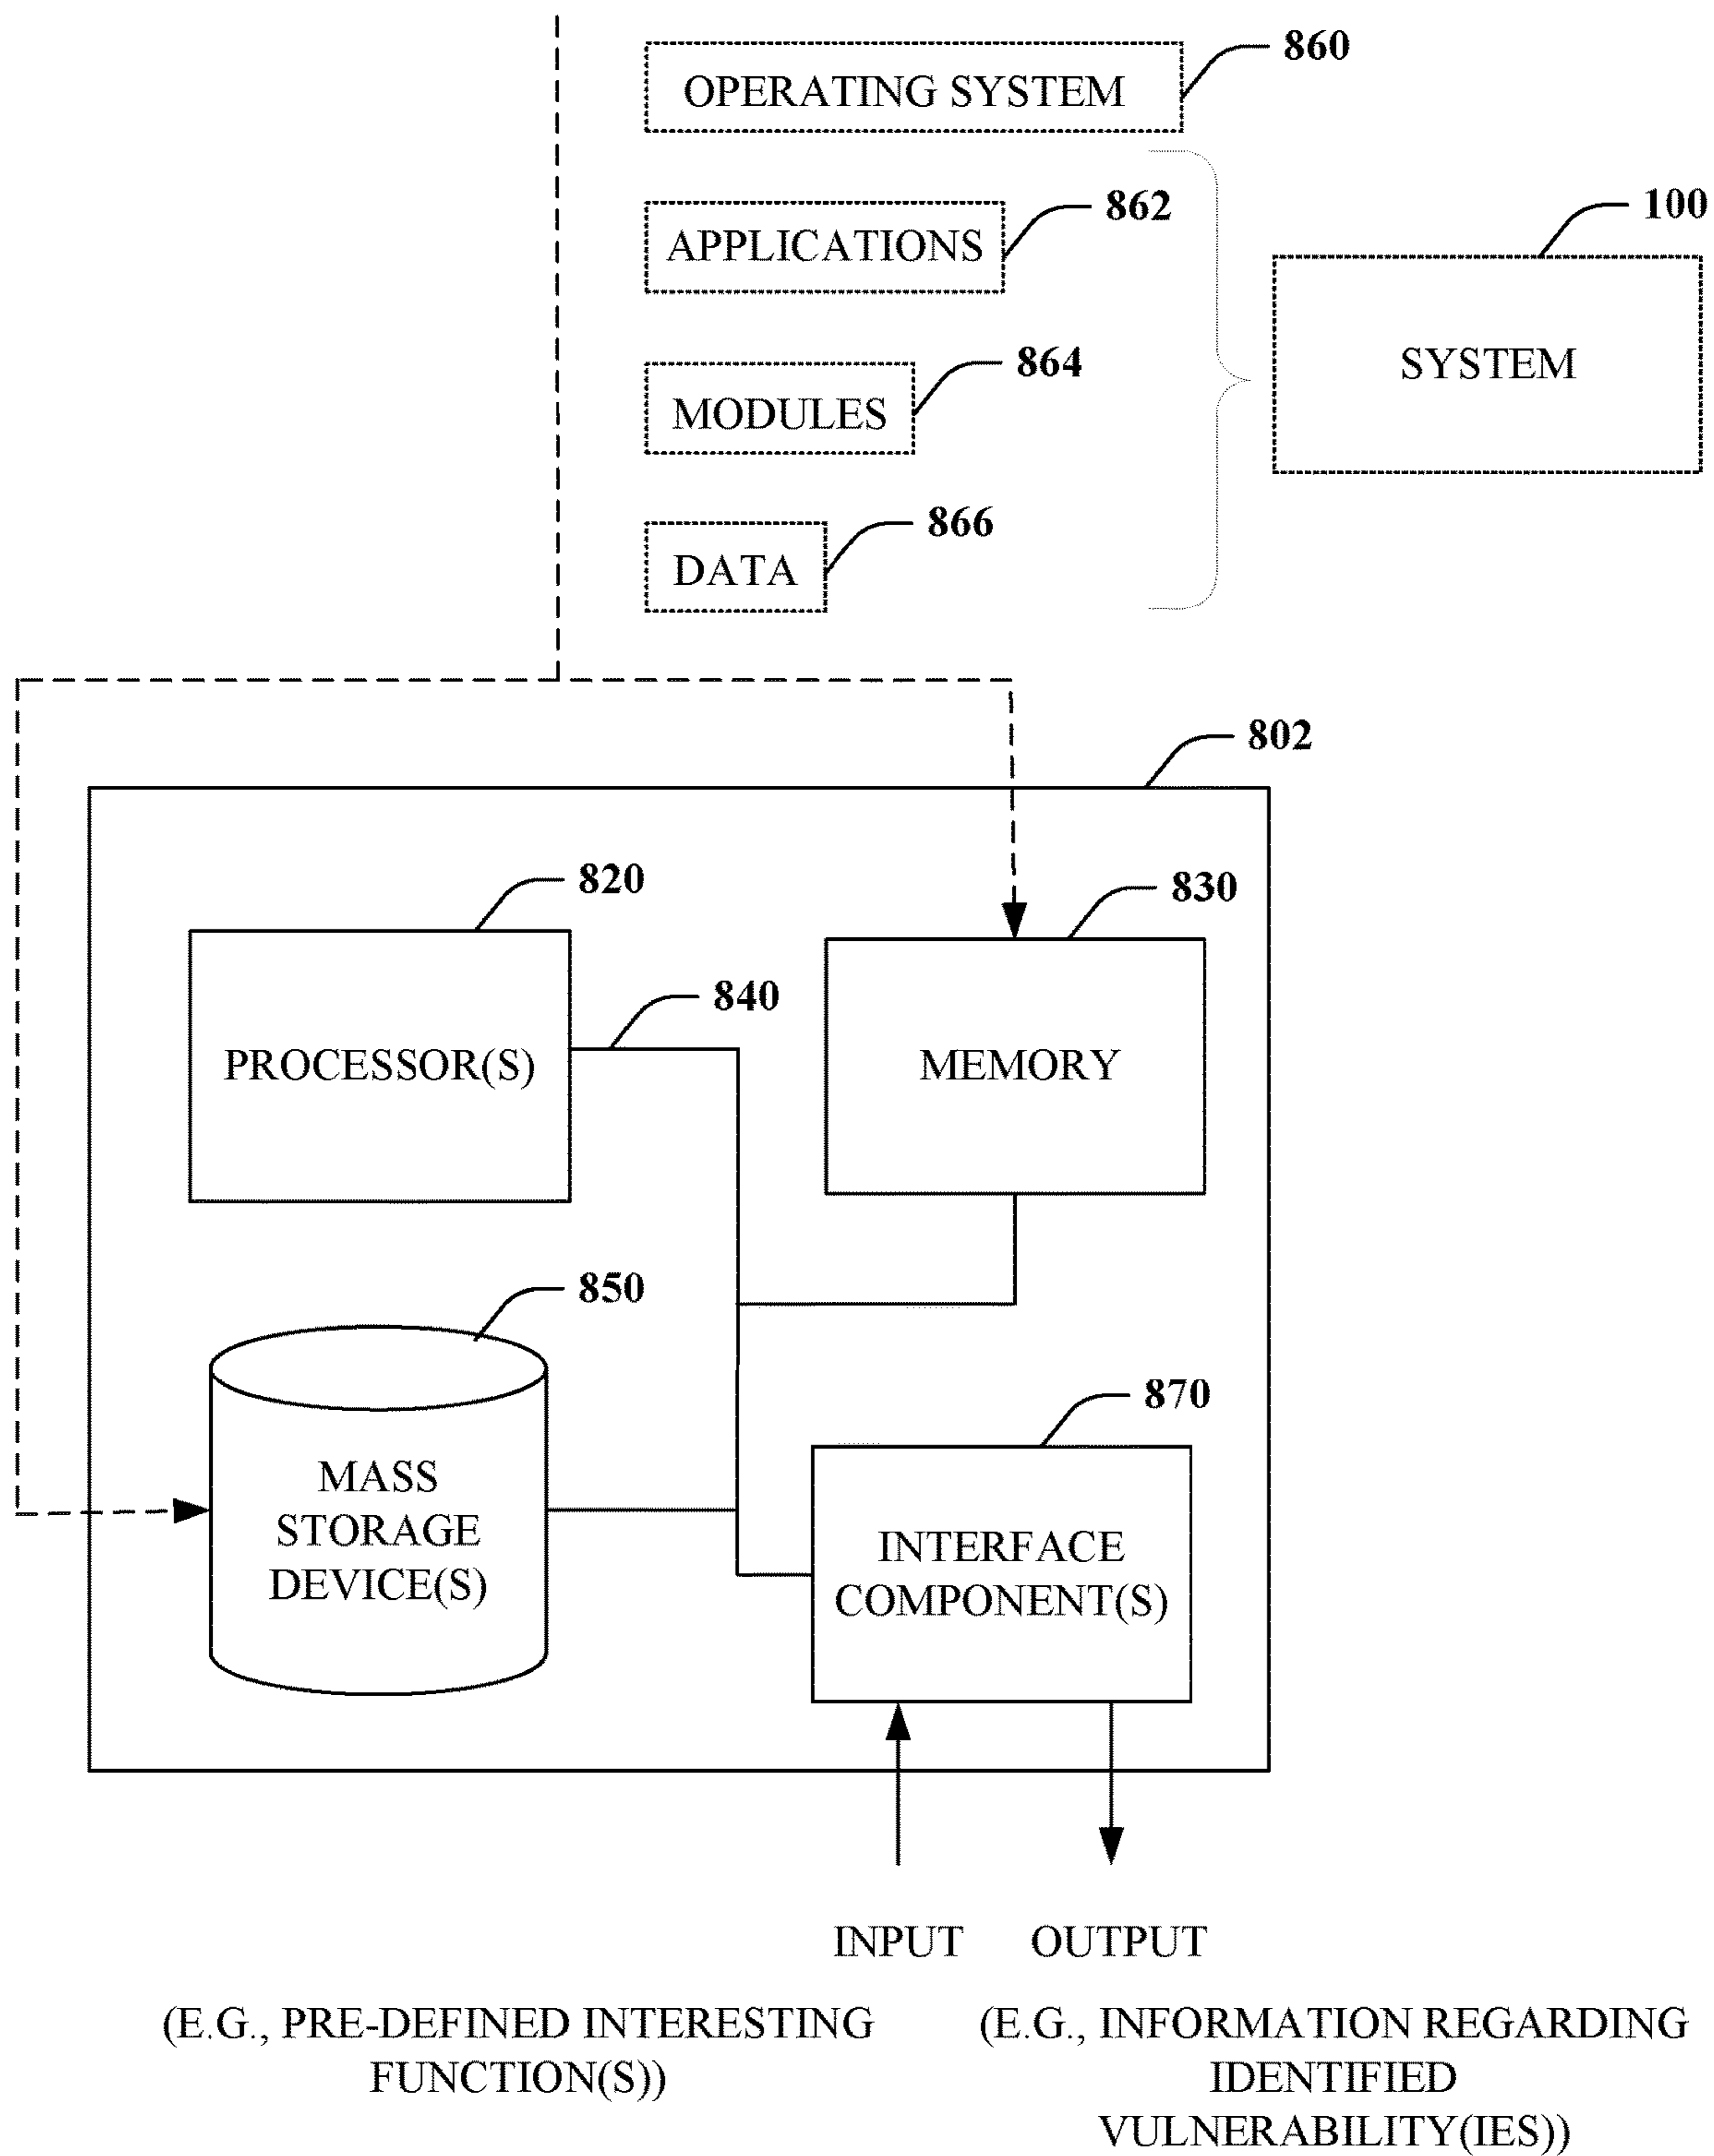 860
OPERATING SYSTEM
862
APPLICATIONS
100
SYSTEM
864
MODULES
866
DATA
802
820
PROCESSOR(S)
830
MEMORY
840
850
MASS
STORAGE
DEVICE(S)
870
INTERFACE
COMPONENT(S)
INPUT
(E.G., PRE-DEFINED INTERESTING
FUNCTION(S))
OUTPUT
(E.G., INFORMATION REGARDING
IDENTIFIED
VULNERABILITY(IES))